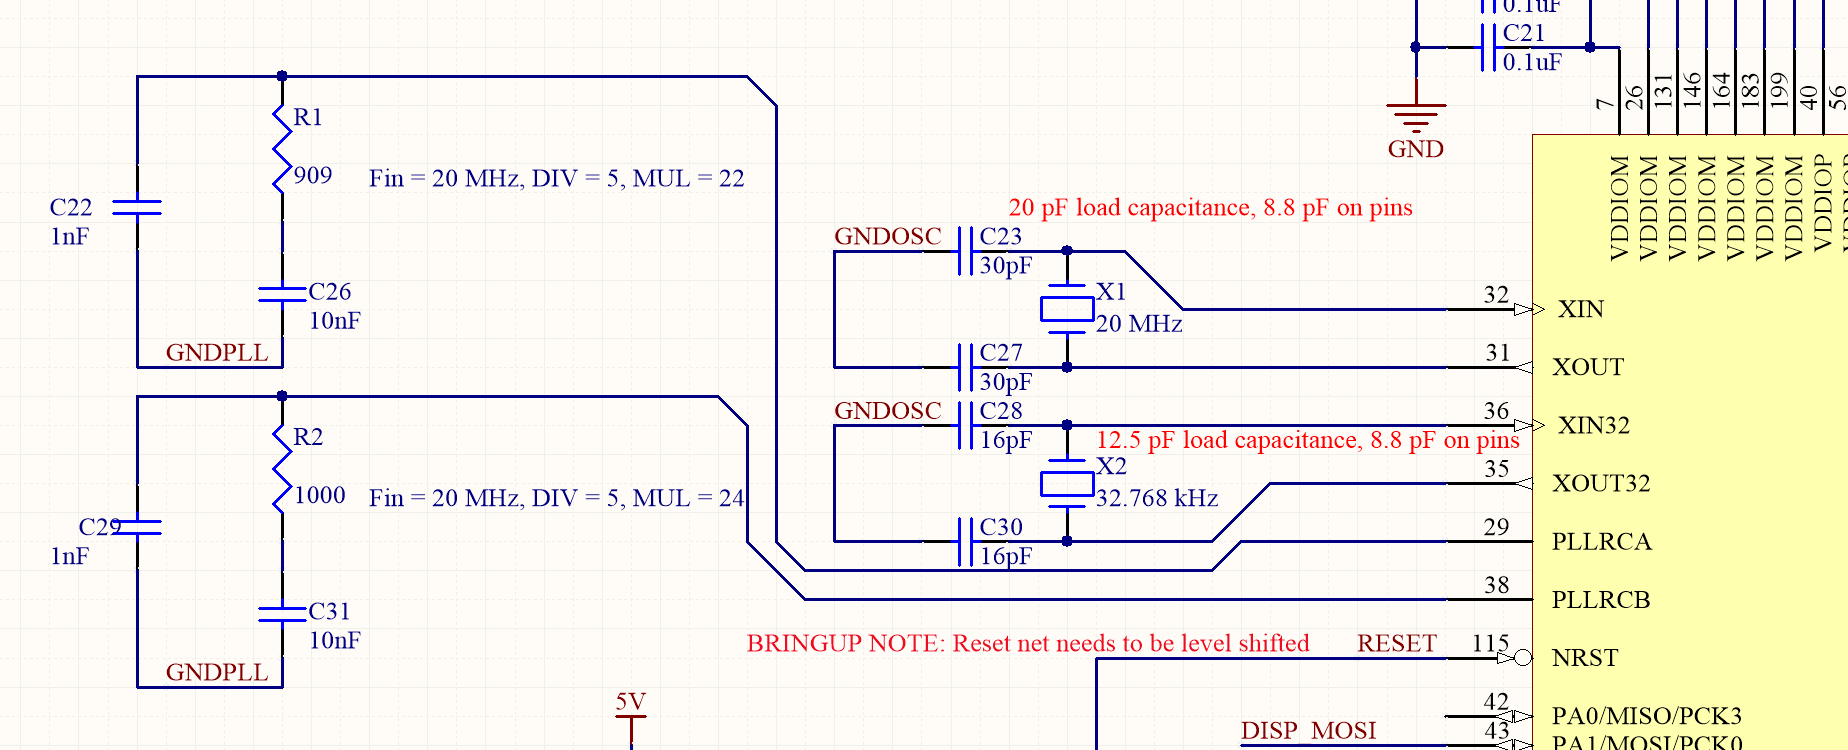 0.1uF
C21
0.1uF
7
26
131
146
164
183
199
40
56
GND
R1
909
Fin = 20 MHz, DIV = 5, MUL = 22
C22
1nF
C26
10nF
GNDPLL
VDDIOM
VDDIOM
VDDIOM
VDDIOM
VDDIOM
VDDIOM
VDDIOM
VDDIOP
20 pF load capacitance, 8.8 pF on pins
GNDOSC
C23
30pF
X1
20 MHz
32
XIN
C27
30pF
31
XOUT
GNDOSC
C28
16pF
36
XIN32
12.5 pF load capacitance, 8.8 pF on pins
X2
32.768 kHz
35
XOUT32
C30
16pF
29
PLLRCA
38
PLLRCB
R2
1000
Fin = 20 MHz, DIV = 5, MUL = 24
C29
1nF
C31
10nF
GNDPLL
BRINGUP NOTE: Reset net needs to be level shifted
RESET
115
NRST
5V
42
PA0/MISO/PCK3
DISP_MOSI
43
PA1/MOSI/PCK0